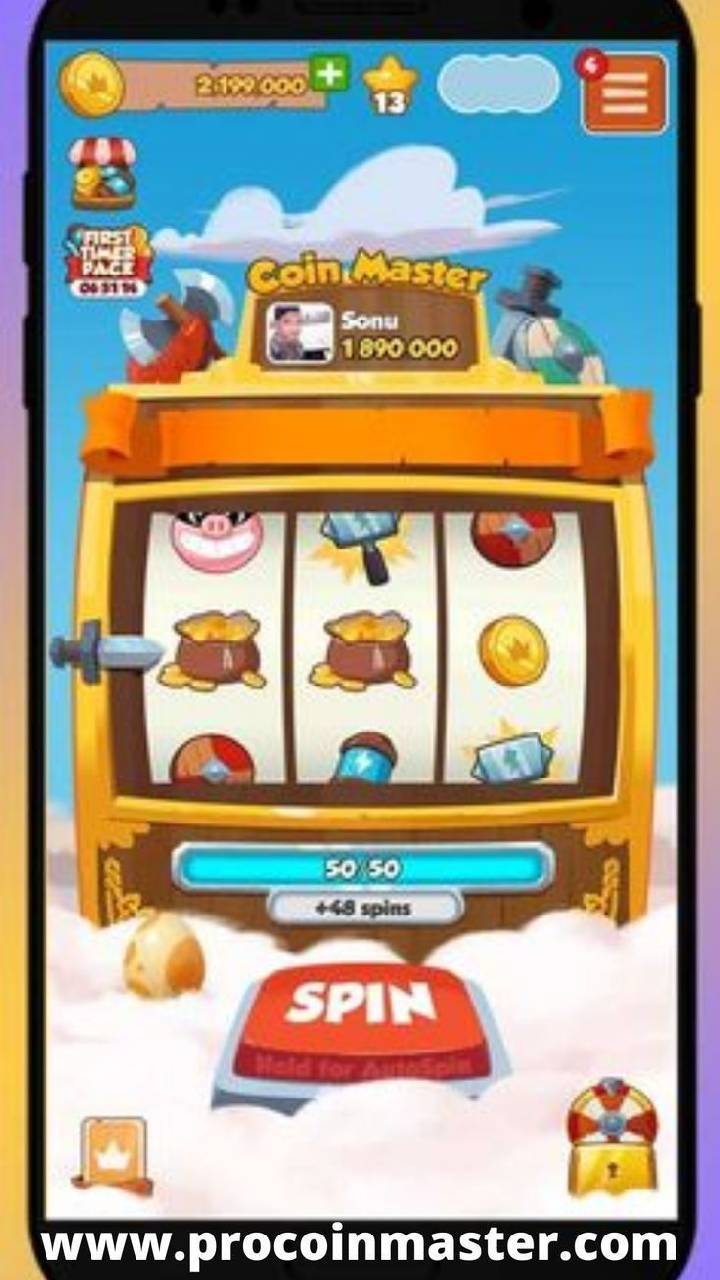 2 199 000
13
FIRST
TIMER
PACK
Coin Master
Sonu
1 890 000
50/50
+48 spins
SPIN
Hold for AutoSpin
www.procoinmaster.com